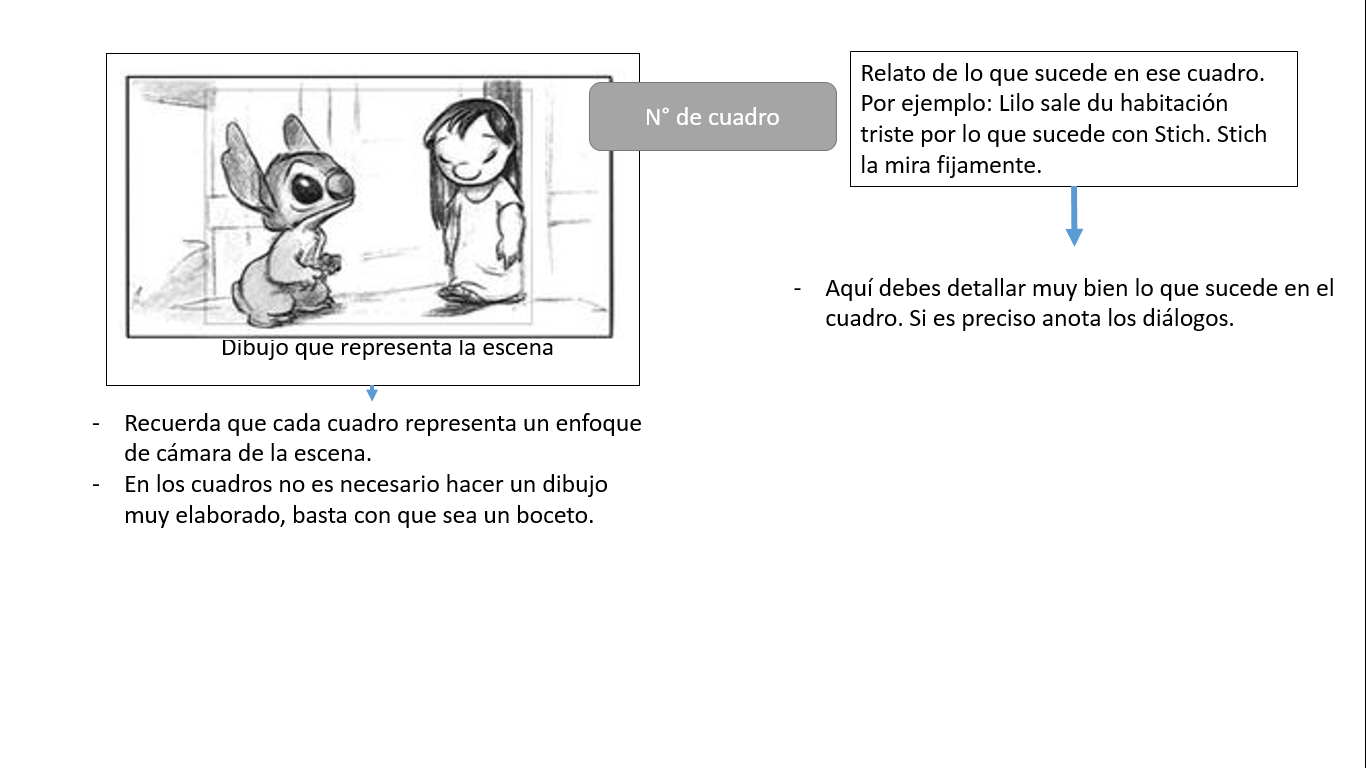 Dibujo que representa la escena
- Recuerda que cada cuadro representa un enfoque
de cámara de la escena.
- En los cuadros no es necesario hacer un dibujo
muy elaborado, basta con que sea un boceto.
N° de cuadro
Relato de lo que sucede en ese cuadro.
Por ejemplo: Lilo sale du habitación
triste por lo que sucede con Stich. Stich
la mira fijamente.
- Aquí debes detallar muy bien lo que sucede en el
cuadro. Si es preciso anota los diálogos.